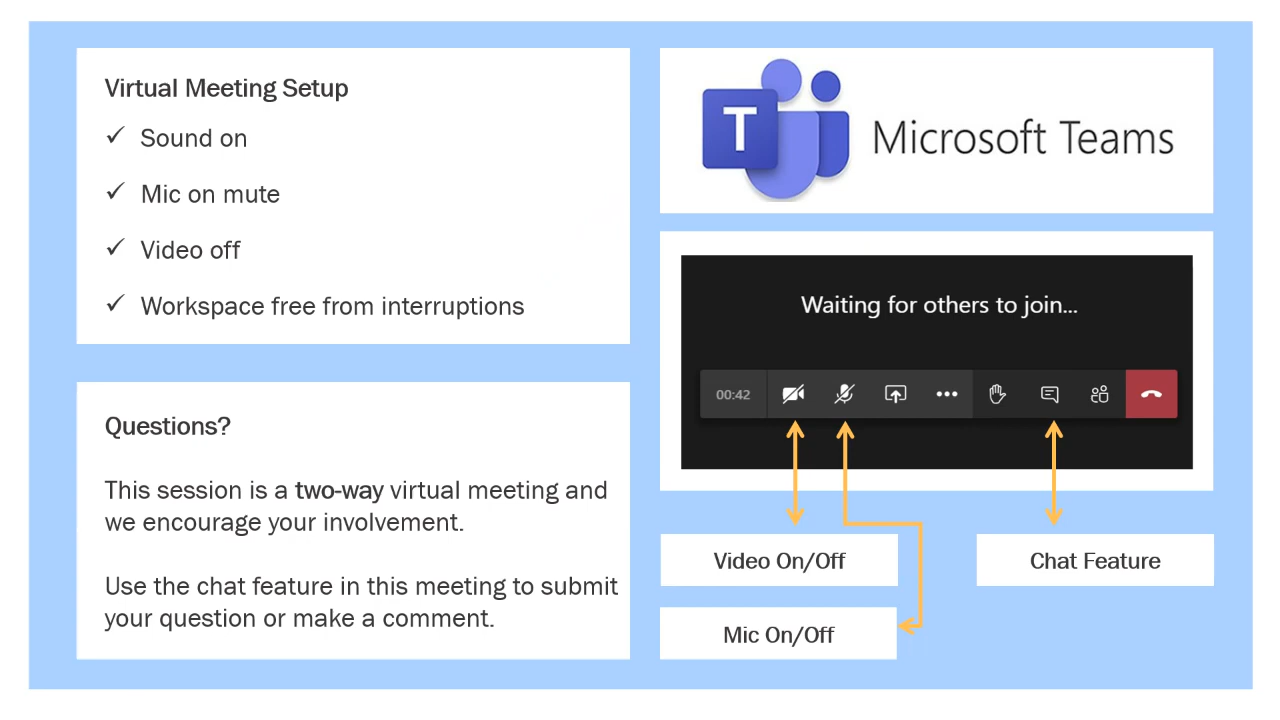 Virtual Meeting Setup
✓ Sound on
✓ Mic on mute
✓ Video off
✓ Workspace free from interruptions
Questions?
This session is a two-way virtual meeting and
we encourage your involvement.
Use the chat feature in this meeting to submit
your question or make a comment.
T
Microsoft Teams
Waiting for others to join...
00:42
Video On/Off
Chat Feature
Mic On/Off